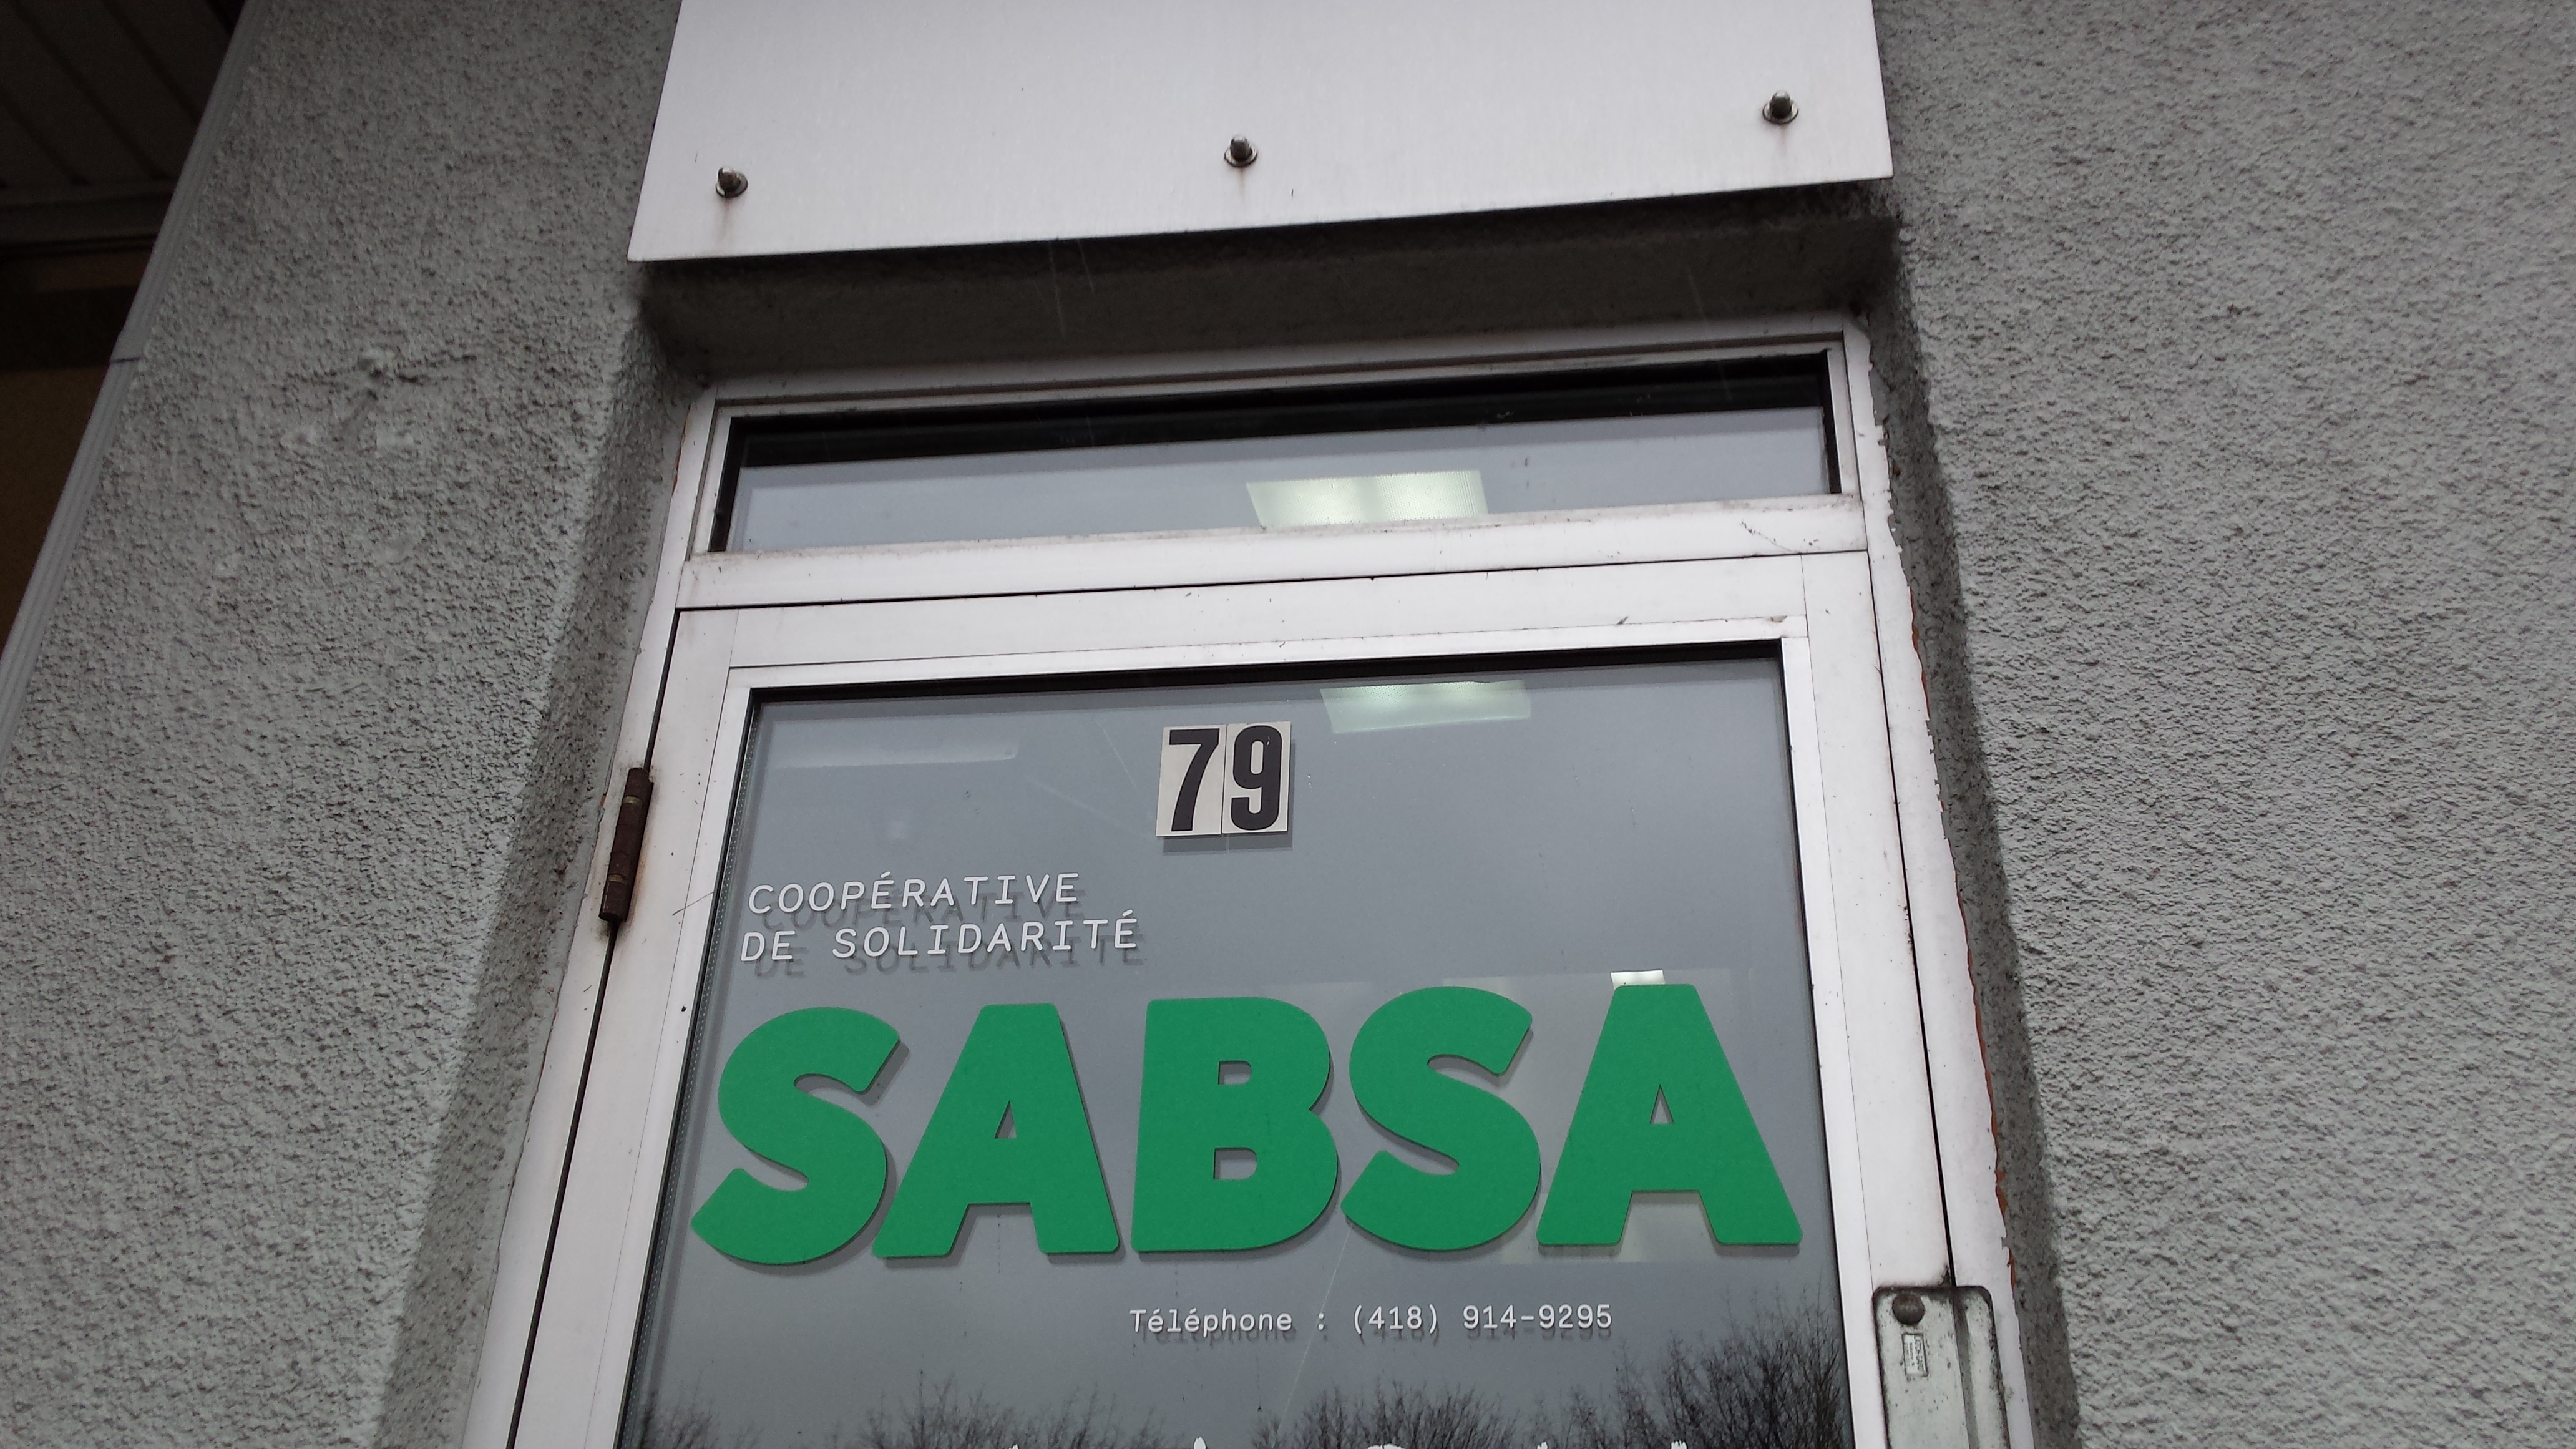 79
COOPÉRATIVE
DE SOLIDARITÉ
SABSA
Téléphone : (418) 914-9295